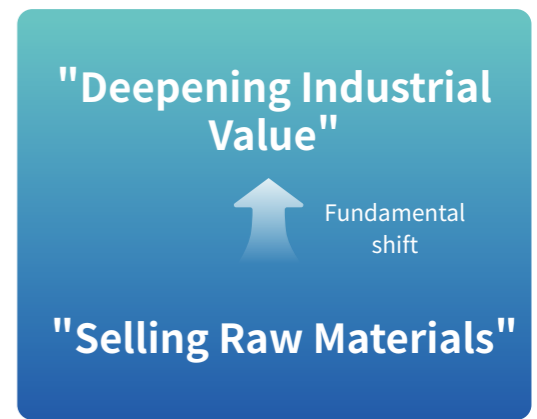 "Deepening Industrial
Value"
Fundamental
shift
"Selling Raw Materials"